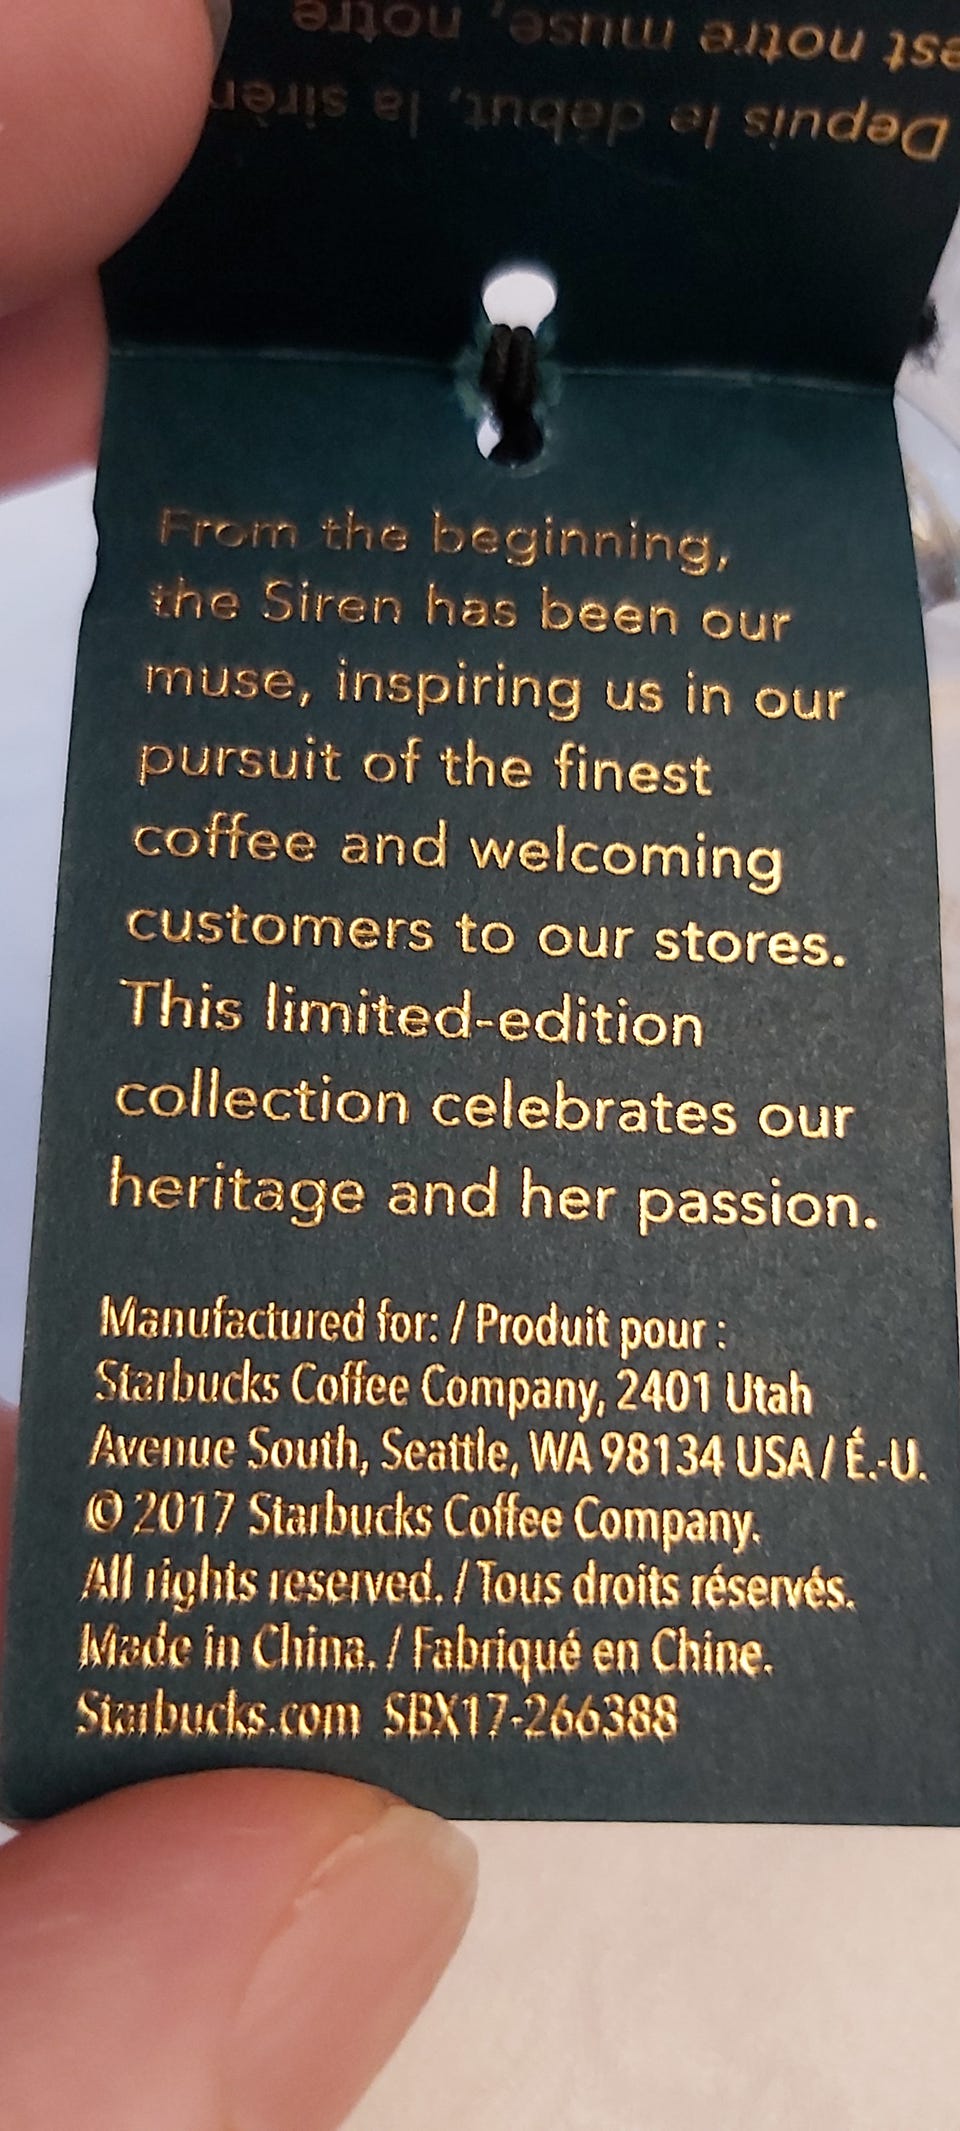 est notre muse, notre
Depuis le début, la
From the beginning,
the Siren has been our
muse, inspiring us in our
pursuit of the finest
coffee and welcoming
customers to our stores.
This limited-edition
collection celebrates our
heritage and her passion.
Manufactured for: / Produit pour :
Starbucks Coffee Company, 2401 Utah
Avenue South, Seattle, WA 98134 USA / É.-U.
© 2017 Starbucks Coffee Company.
All rights reserved. / Tous droits réservés.
Made in China. / Fabriqué en Chine.
Starbucks.com SBX17-266388